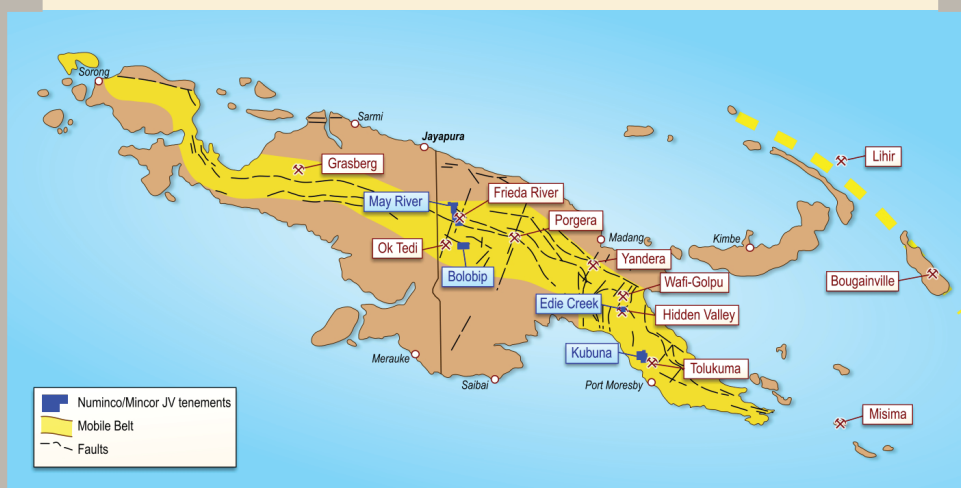 Sorong
Sarmi
Jayapura
Grasberg
Lihir
May River
Frieda River
Porgera
Ok Tedi
Madang
Kimbe
Yandera
Bolobip
Wafi-Golpu
Bougainville
Edie Creek
Hidden Valley
Kubuna
Merauke
Tolukuma
Saibai
Port Moresby
Numinco/Mincor JV tenements
Misima
Mobile Belt
Faults